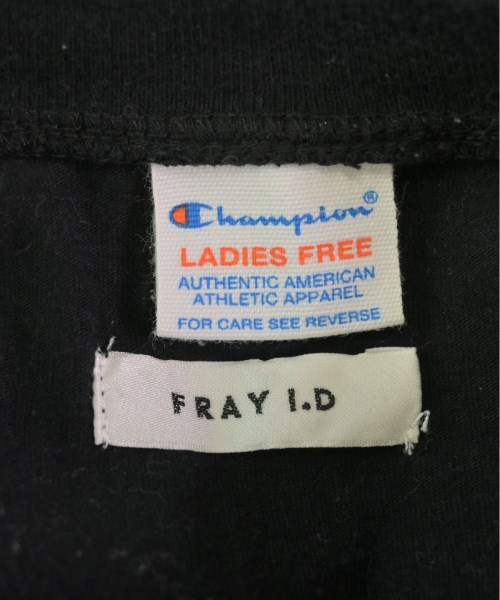 Champion®
LADIES FREE
AUTHENTIC AMERICAN
ATHLETIC APPAREL
FOR CARE SEE REVERSE
FRAY I.D